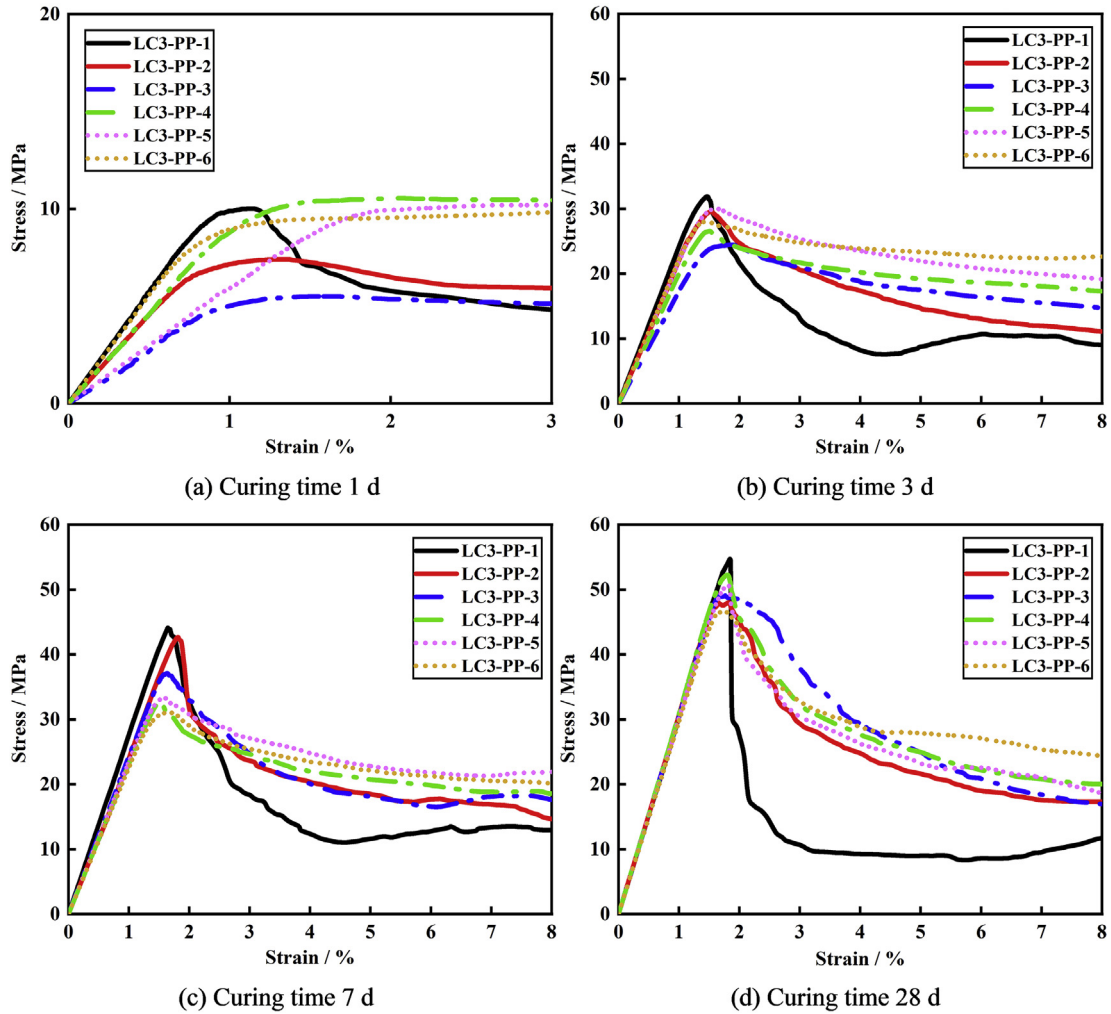 20
10
0
Stress / MPa
LC3-PP-1
LC3-PP-2
LC3-PP-3
LC3-PP-4
LC3-PP-5
LC3-PP-6
0 1 2 3
Strain / %
(a) Curing time 1 d
60
50
40
30
20
10
0
Stress / MPa
LC3-PP-1
LC3-PP-2
LC3-PP-3
LC3-PP-4
LC3-PP-5
LC3-PP-6
0 1 2 3 4 5 6 7 8
Strain / %
(b) Curing time 3 d
60
50
40
30
20
10
0
Stress / MPa
LC3-PP-1
LC3-PP-2
LC3-PP-3
LC3-PP-4
LC3-PP-5
LC3-PP-6
0 1 2 3 4 5 6 7 8
Strain / %
(c) Curing time 7 d
60
50
40
30
20
10
0
Stress / MPa
LC3-PP-1
LC3-PP-2
LC3-PP-3
LC3-PP-4
LC3-PP-5
LC3-PP-6
0 1 2 3 4 5 6 7 8
Strain / %
(d) Curing time 28 d